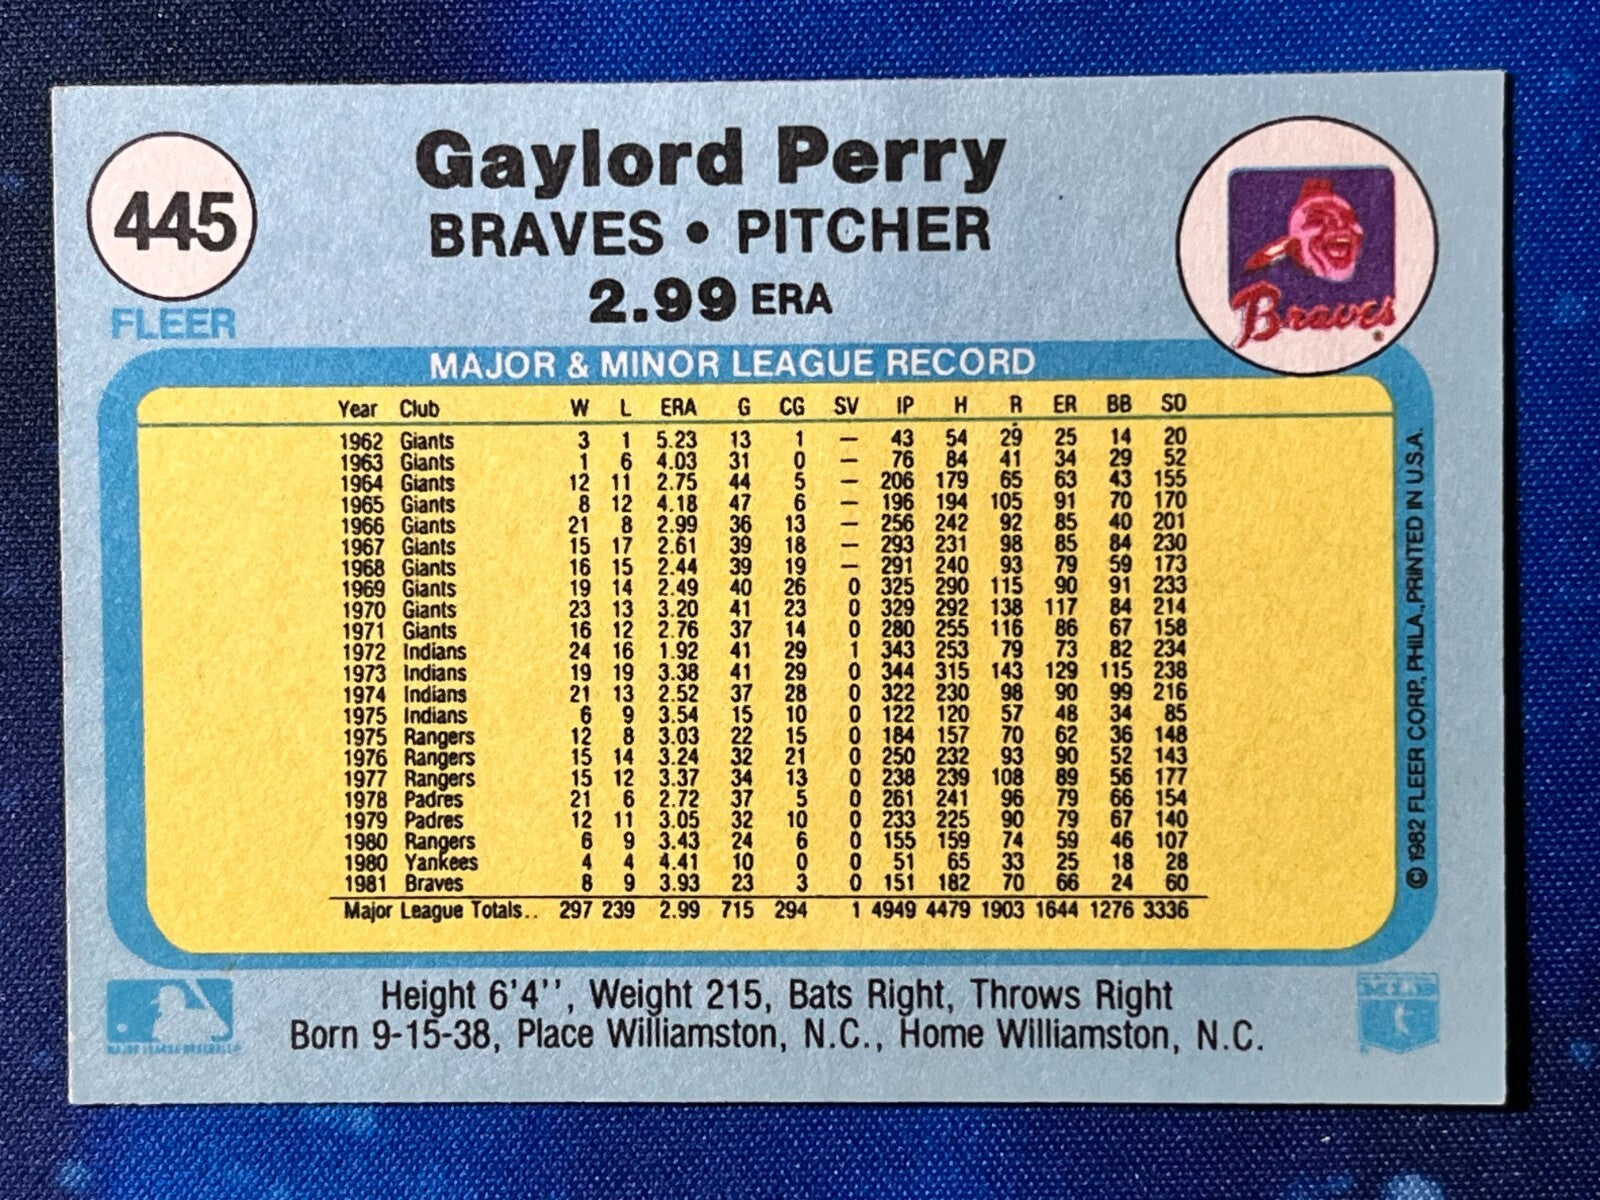 445
FLEER
Gaylord Perry
BRAVES • PITCHER
2.99 ERA
Braves
MAJOR & MINOR LEAGUE RECORD
Year Club W L ERA G CG SV IP H R ER BB SO
1962 Giants 3 1 5.23 13 1 — 43 54 29 25 14 20
1963 Giants 1 6 4.03 31 0 — 76 84 41 34 29 52
1964 Giants 12 11 2.75 44 5 — 206 179 65 63 43 155
1965 Giants 8 12 4.18 47 6 — 196 194 105 91 70 170
1966 Giants 21 8 2.99 36 13 — 256 242 92 85 40 201
1967 Giants 15 17 2.61 39 18 — 293 231 98 85 84 230
1968 Giants 16 15 2.44 39 19 — 291 240 93 79 59 173
1969 Giants 19 14 2.49 40 26 0 325 290 115 90 91 233
1970 Giants 23 13 3.20 41 23 0 329 292 138 117 84 214
1971 Giants 16 12 2.76 37 14 0 280 255 116 86 67 158
1972 Indians 24 16 1.92 41 29 1 343 253 79 73 82 234
1973 Indians 19 19 3.38 41 29 0 344 315 143 129 115 238
1974 Indians 21 13 2.52 37 28 0 322 230 98 90 99 216
1975 Indians 6 9 3.54 15 10 0 122 120 57 48 34 85
1975 Rangers 12 8 3.03 22 15 0 184 157 70 62 36 148
1976 Rangers 15 14 3.24 32 21 0 250 232 93 90 52 143
1977 Rangers 15 12 3.37 34 13 0 238 239 108 89 56 177
1978 Padres 21 6 2.72 37 5 0 261 241 96 79 66 154
1979 Padres 12 11 3.05 32 10 0 233 225 90 79 67 140
1980 Rangers 6 9 3.43 24 6 0 155 159 74 59 46 107
1980 Yankees 4 4 4.41 10 0 0 51 65 33 25 18 28
1981 Braves 8 9 3.93 23 3 0 151 182 70 66 24 60
Major League Totals.. 297 239 2.99 715 294 1 4949 4479 1903 1644 1276 3336
© 1982 FLEER CORP. PHILA., PRINTED IN U.S.A.
Height 6'4'', Weight 215, Bats Right, Throws Right
Born 9-15-38, Place Williamston, N.C., Home Williamston, N.C.
MAJOR LEAGUE BASEBALL